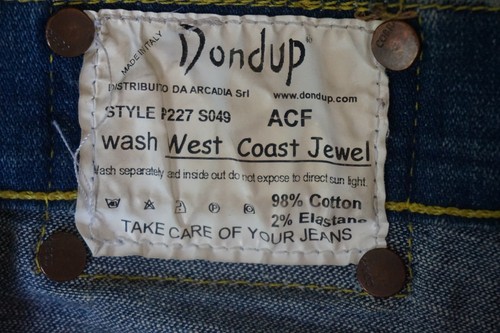 MADE IN ITALY
Dondup
DISTRIBUITO DA ARCADIA Srl
www.dondup.com
STYLE P227 S049 ACF
wash West Coast Jewel
Wash separately and inside out do not expose to direct sun light.
98% Cotton
2% Elastane
TAKE CARE OF YOUR JEANS